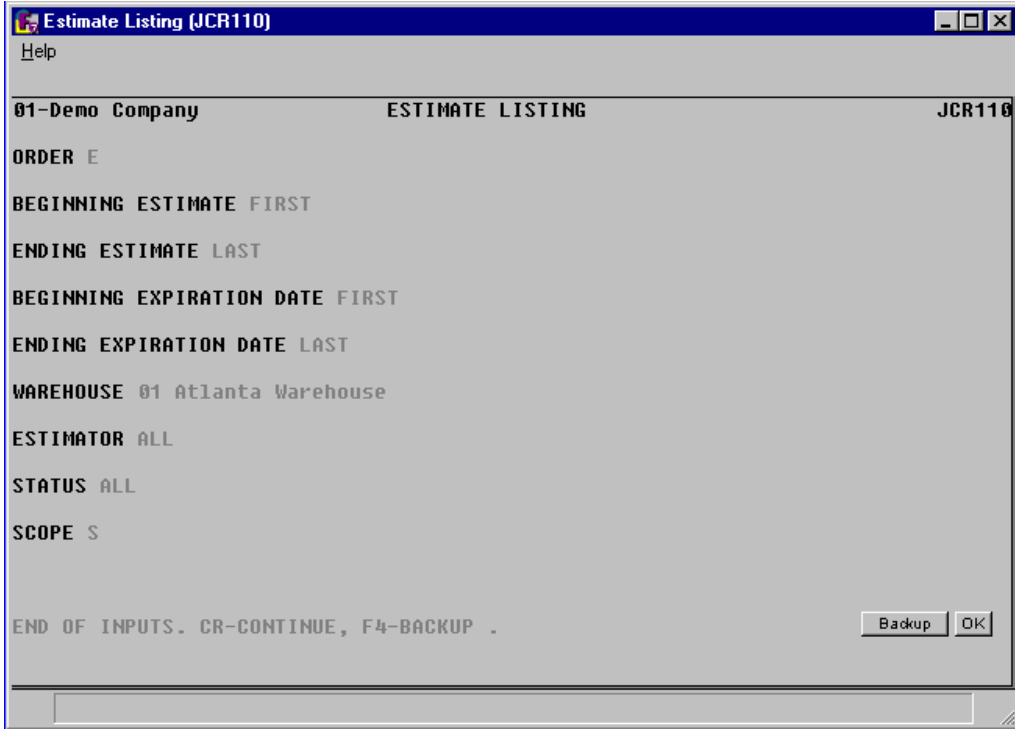 Estimate Listing (JCR110)
Help
01-Demo Company ESTIMATE LISTING JCR110
ORDER E
BEGINNING ESTIMATE FIRST
ENDING ESTIMATE LAST
BEGINNING EXPIRATION DATE FIRST
ENDING EXPIRATION DATE LAST
WAREHOUSE 01 Atlanta Warehouse
ESTIMATOR ALL
STATUS ALL
SCOPE S
END OF INPUTS. CR-CONTINUE, F4-BACKUP . Backup OK